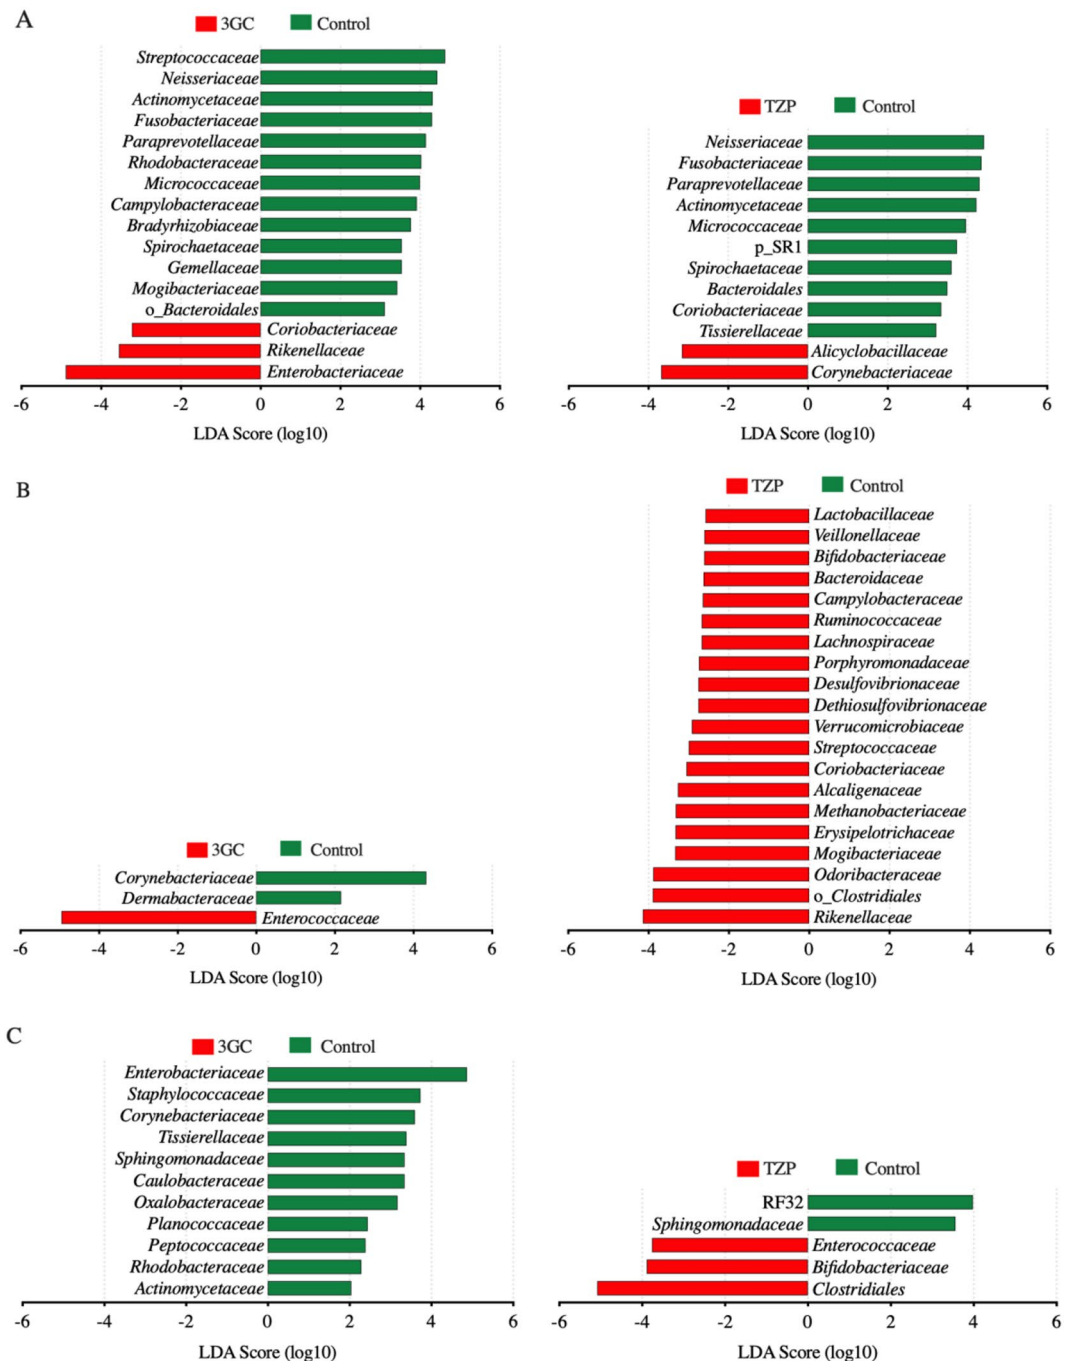 A
3GC Control
Streptococcaceae
Neisseriaceae
Actinomycetaceae
Fusobacteriaceae
Paraprevotellaceae
Rhodobacteraceae
Micrococcaceae
Campylobacteraceae
Bradyrhizobiaceae
Spirochaetaceae
Gemellaceae
Mogibacteriaceae
o_Bacteroidales
Coriobacteriaceae
Rikenellaceae
Enterobacteriaceae
-6 -4 -2 0 2 4 6
LDA Score (log10)
TZP Control
Neisseriaceae
Fusobacteriaceae
Paraprevotellaceae
Actinomycetaceae
Micrococcaceae
p_SR1
Spirochaetaceae
Bacteroidales
Coriobacteriaceae
Tissierellaceae
Alicyclobacillaceae
Corynebacteriaceae
-6 -4 -2 0 2 4 6
LDA Score (log10)
B
3GC Control
Corynebacteriaceae
Dermabacteraceae
Enterococcaceae
-6 -4 -2 0 2 4 6
LDA Score (log10)
TZP Control
Lactobacillaceae
Veillonellaceae
Bifidobacteriaceae
Bacteroidaceae
Campylobacteraceae
Ruminococcaceae
Lachnospiraceae
Porphyromonadaceae
Desulfovibrionaceae
Dethiosulfovibrionaceae
Verrucomicrobiaceae
Streptococcaceae
Coriobacteriaceae
Alcaligenaceae
Methanobacteriaceae
Erysipelotrichaceae
Mogibacteriaceae
Odoribacteraceae
o_Clostridiales
Rikenellaceae
-6 -4 -2 0 2 4 6
LDA Score (log10)
C
3GC Control
Enterobacteriaceae
Staphylococcaceae
Corynebacteriaceae
Tissierellaceae
Sphingomonadaceae
Caulobacteraceae
Oxalobacteraceae
Planococcaceae
Peptococcaceae
Rhodobacteraceae
Actinomycetaceae
-6 -4 -2 0 2 4 6
LDA Score (log10)
TZP Control
RF32
Sphingomonadaceae
Enterococcaceae
Bifidobacteriaceae
Clostridiales
-6 -4 -2 0 2 4 6
LDA Score (log10)